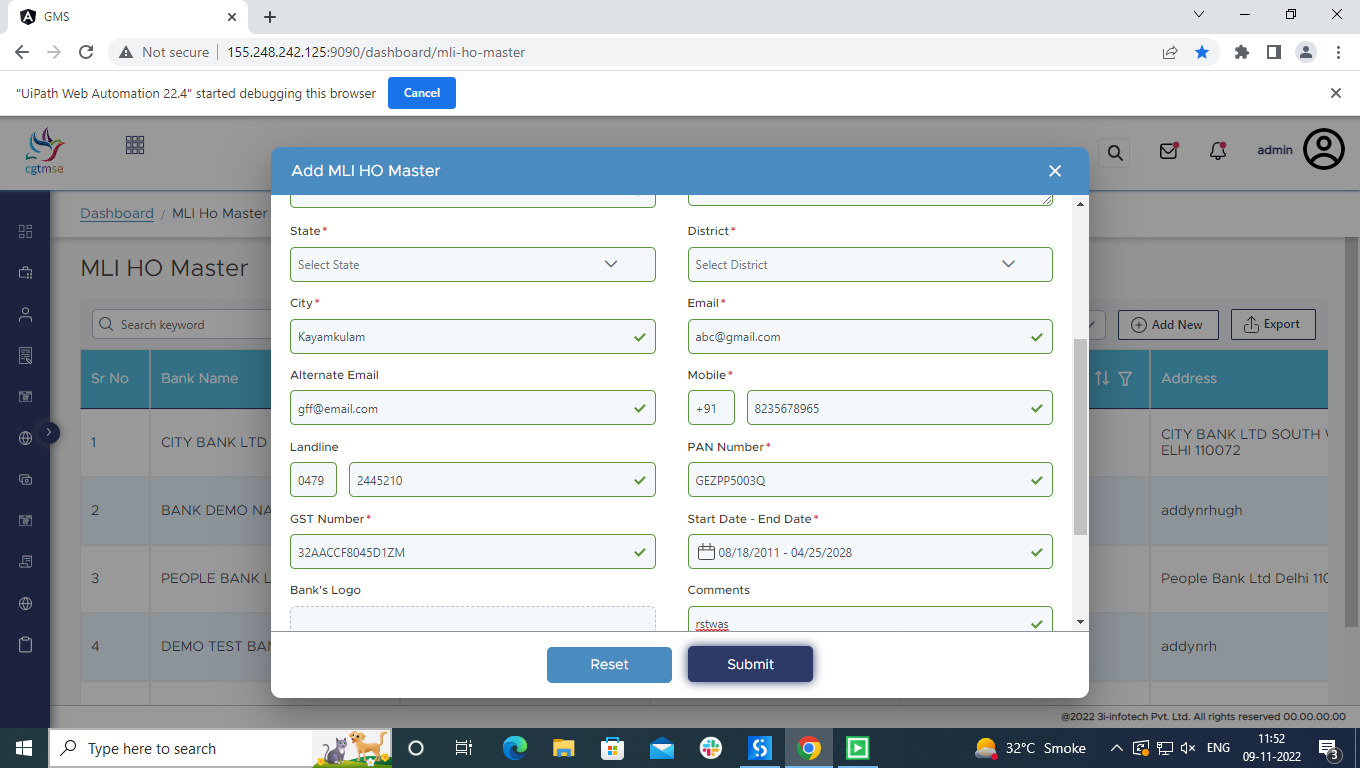 GMS
Not secure
155.248.242.125:9090/dashboard/mli-ho-master
"UiPath Web Automation 22.4" started debugging this browser
Cancel
cgtmse
admin
Add MLI HO Master
Dashboard / MLI Ho Master
MLI HO Master
Search keyword
Add New
Export
Sr No
Bank Name
Address
1
CITY BANK LTD
CITY BANK LTD SOUTH
ELHI 110072
2
BANK DEMO NA
addynrhugh
3
PEOPLE BANK L
People Bank Ltd Delhi 110
4
DEMO TEST BAN
addynrh
State*
Select State
District*
Select District
City*
Kayamkulam
Email*
abc@gmail.com
Alternate Email
gff@email.com
Mobile*
+91
8235678965
Landline
0479
2445210
PAN Number*
GEZPP5003Q
GST Number*
32AACCF8045D1ZM
Start Date - End Date*
08/18/2011 - 04/25/2028
Bank's Logo
Comments
rstwas
Reset
Submit
@2022 3i-infotech Pvt. Ltd. All rights reserved 00.00.00.00
Type here to search
32°C Smoke
ENG
11:52
09-11-2022
3